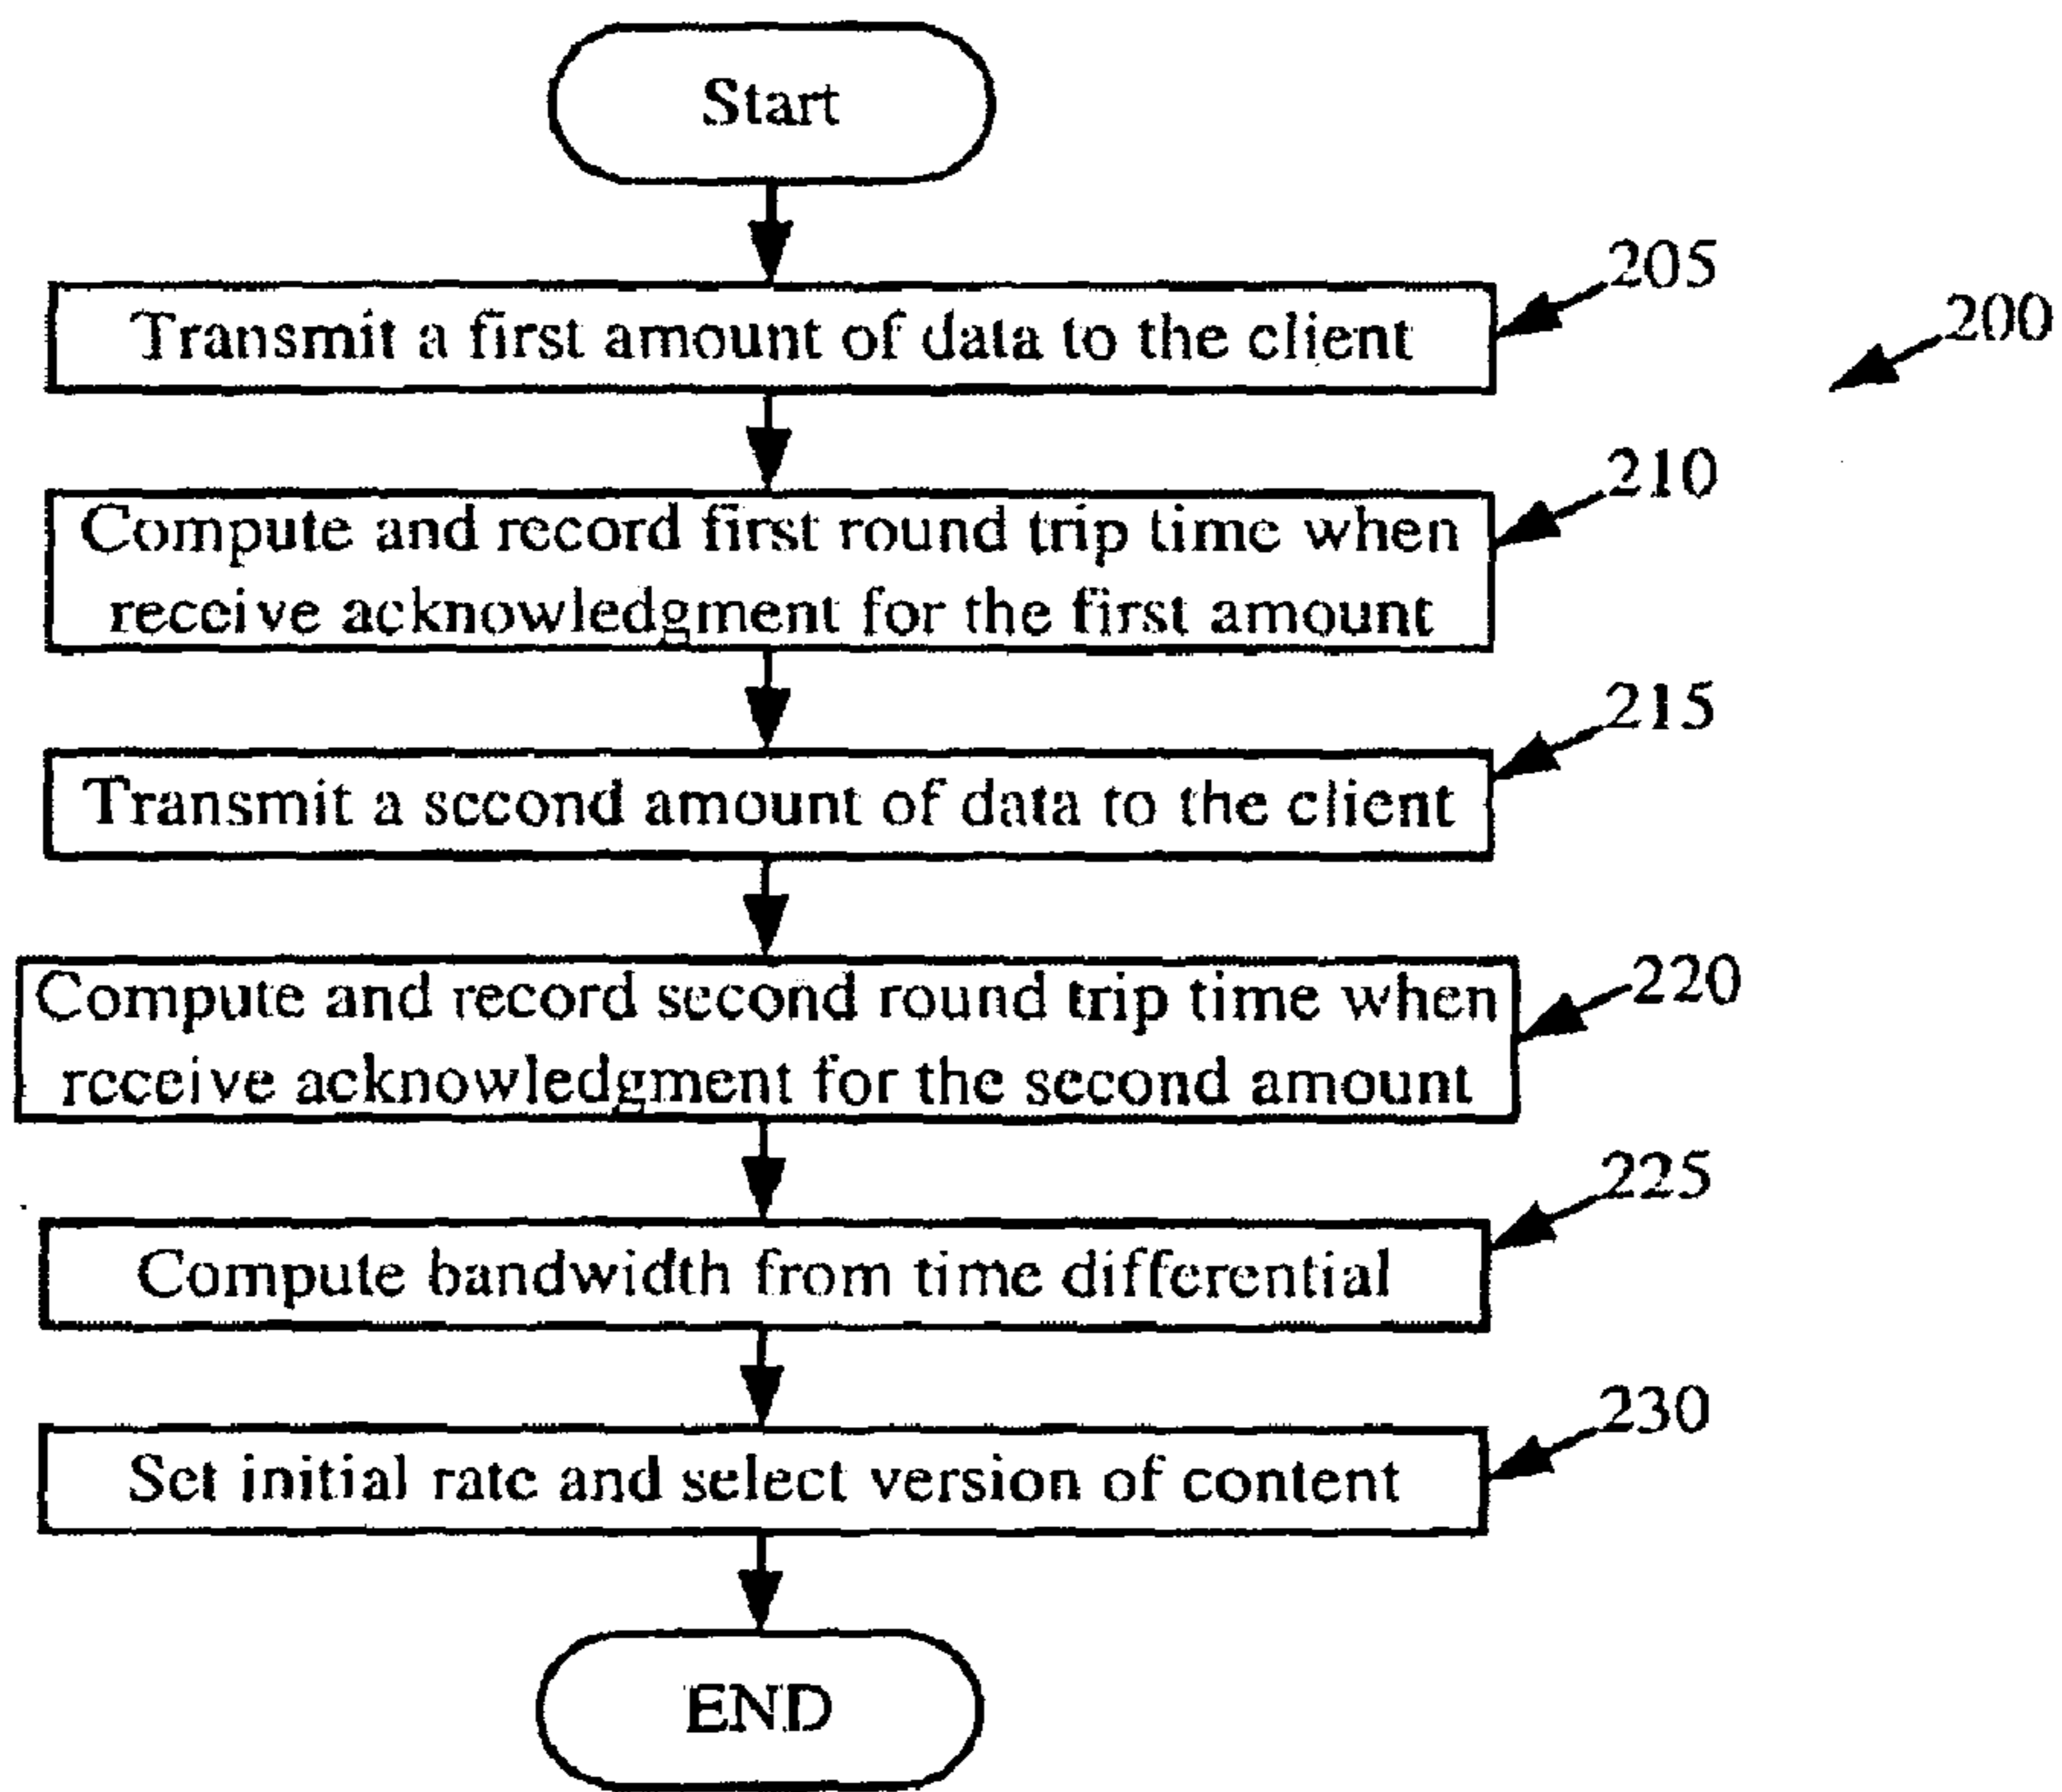 Start
205
200
Transmit a first amount of data to the client
210
Compute and record first round trip time when
receive acknowledgment for the first amount
215
Transmit a second amount of data to the client
220
Compute and record second round trip time when
receive acknowledgment for the second amount
225
Compute bandwidth from time differential
230
Set initial rate and select version of content
END